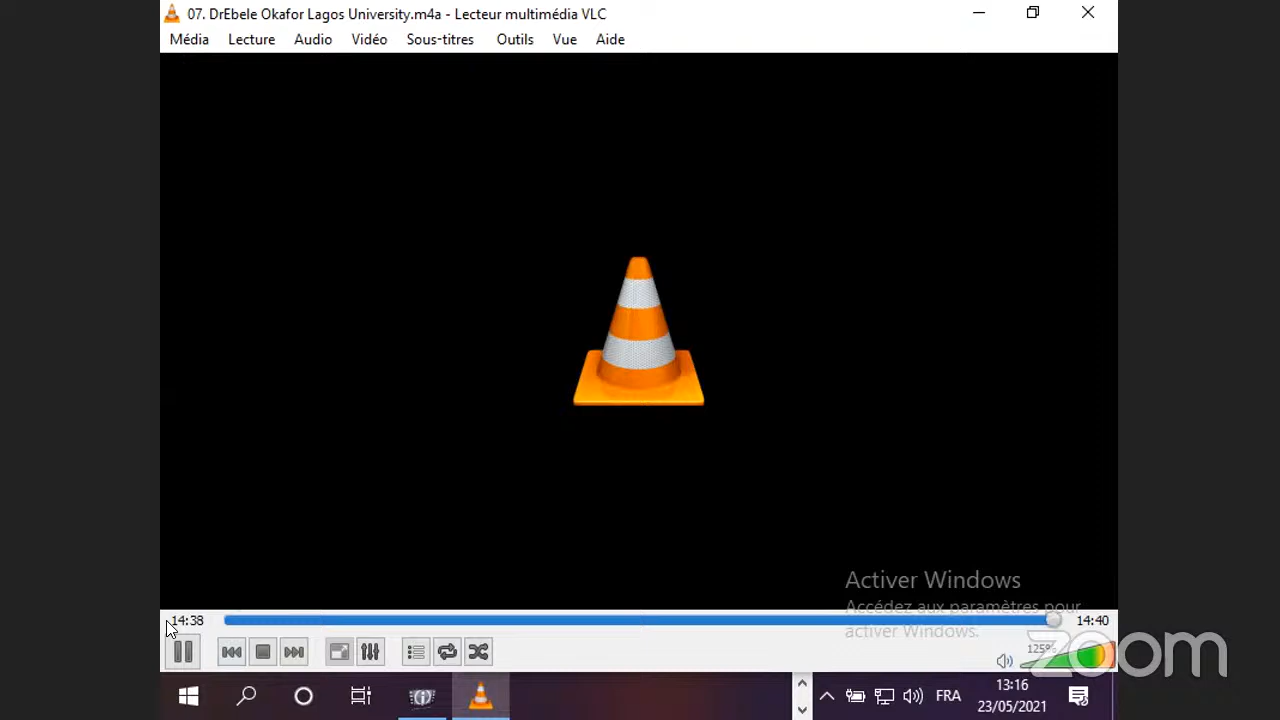 07. DrEbele Okafor Lagos University.m4a - Lecteur multimédia VLC
Média Lecture Audio Vidéo Sous-titres Outils Vue Aide
Activer Windows
Accédez aux paramètres pour
activer Windows.
14:38 14:40
125%
zoom
FRA
13:16
23/05/2021